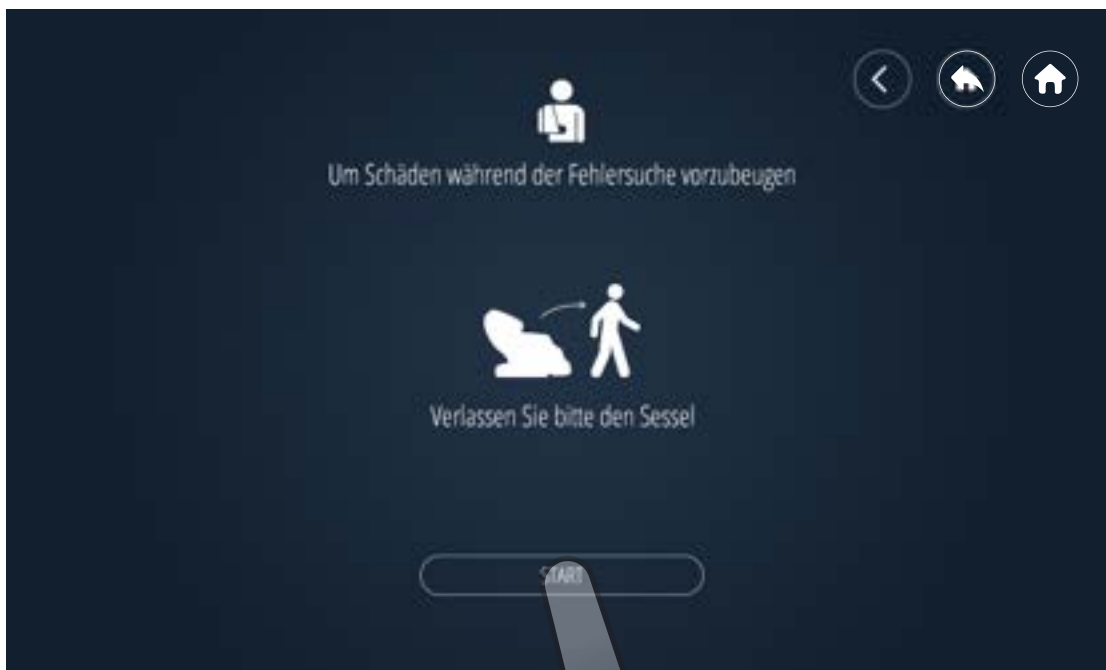 Um Schäden während der Fehlersuche vorzubeugen
Verlassen Sie bitte den Sessel
START